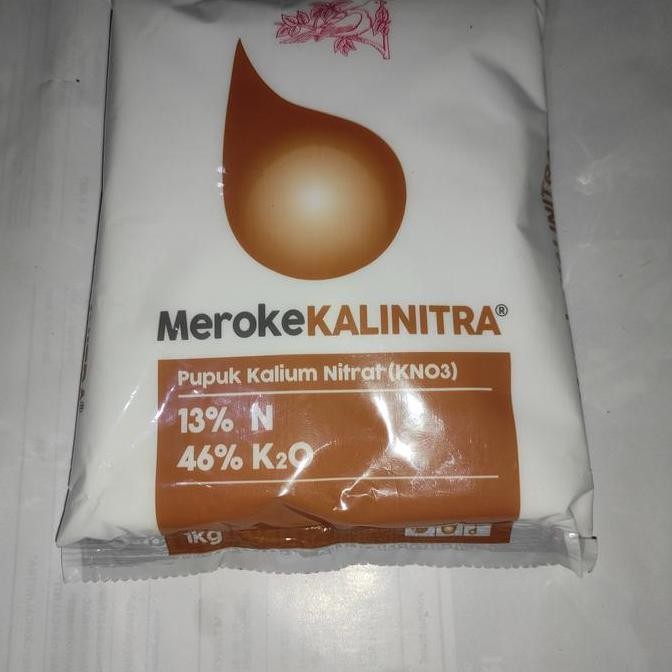 MerokeKALINITRA®
Pupuk Kalium Nitrat (KNO3)
13% N
46% K₂O
1kg